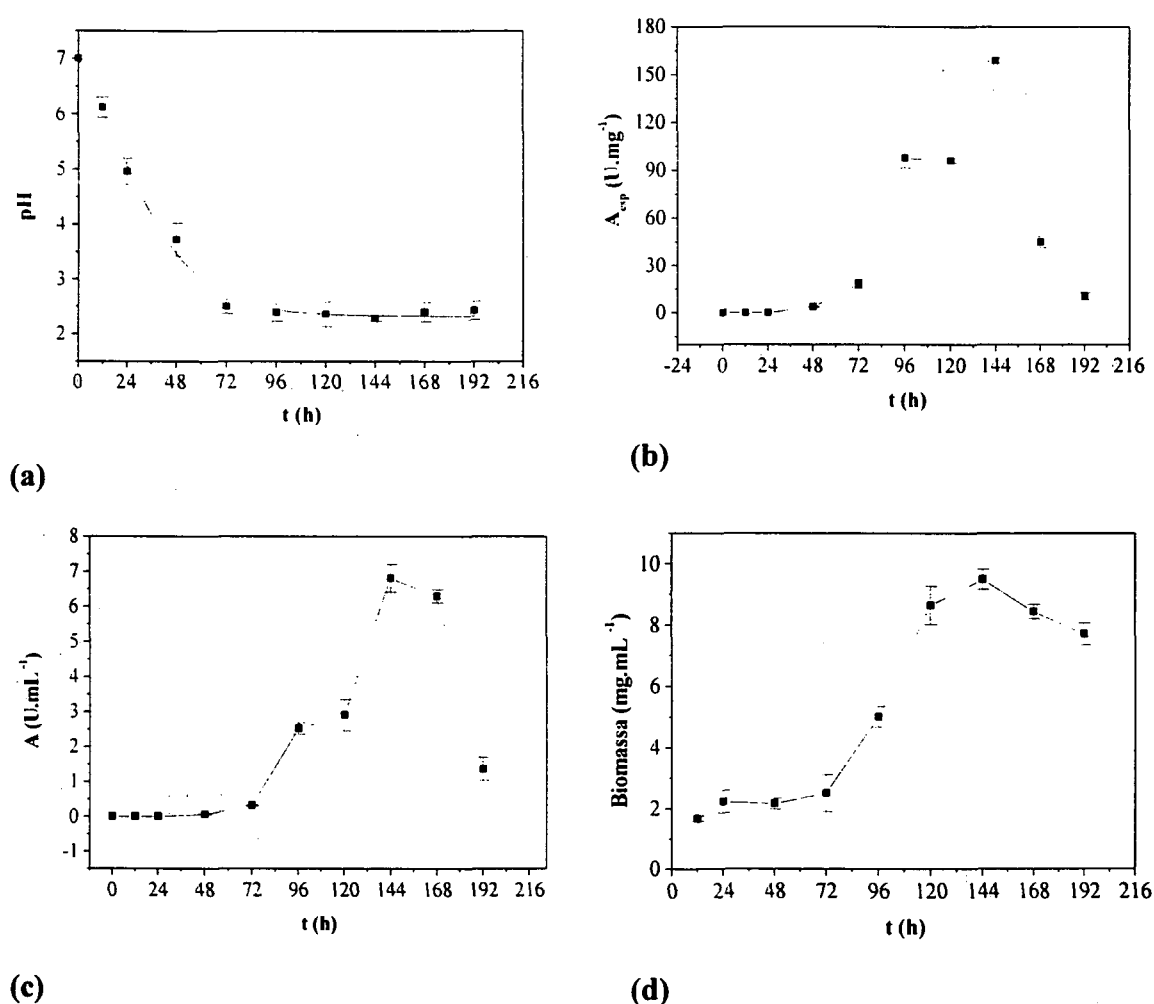 7
6
5
4
3
2
pH
0 24 48 72 96 120 144 168 192 216
t (h)
(a)
180
150
120
90
60
30
0
A_esp (U.mg⁻¹)
-24 0 24 48 72 96 120 144 168 192 216
t (h)
(b)
8
7
6
5
4
3
2
1
0
-1
A (U.mL⁻¹)
0 24 48 72 96 120 144 168 192 216
t (h)
(c)
10
8
6
4
2
0
Biomassa (mg.mL⁻¹)
0 24 48 72 96 120 144 168 192 216
t (h)
(d)